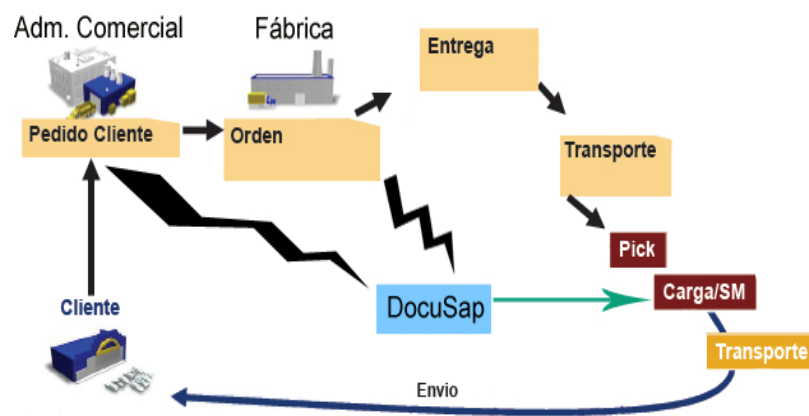 Adm. Comercial
Fábrica
Entrega
Pedido Cliente
Orden
Transporte
Pick
Carga/SM
Cliente
DocuSap
Transporte
Envio